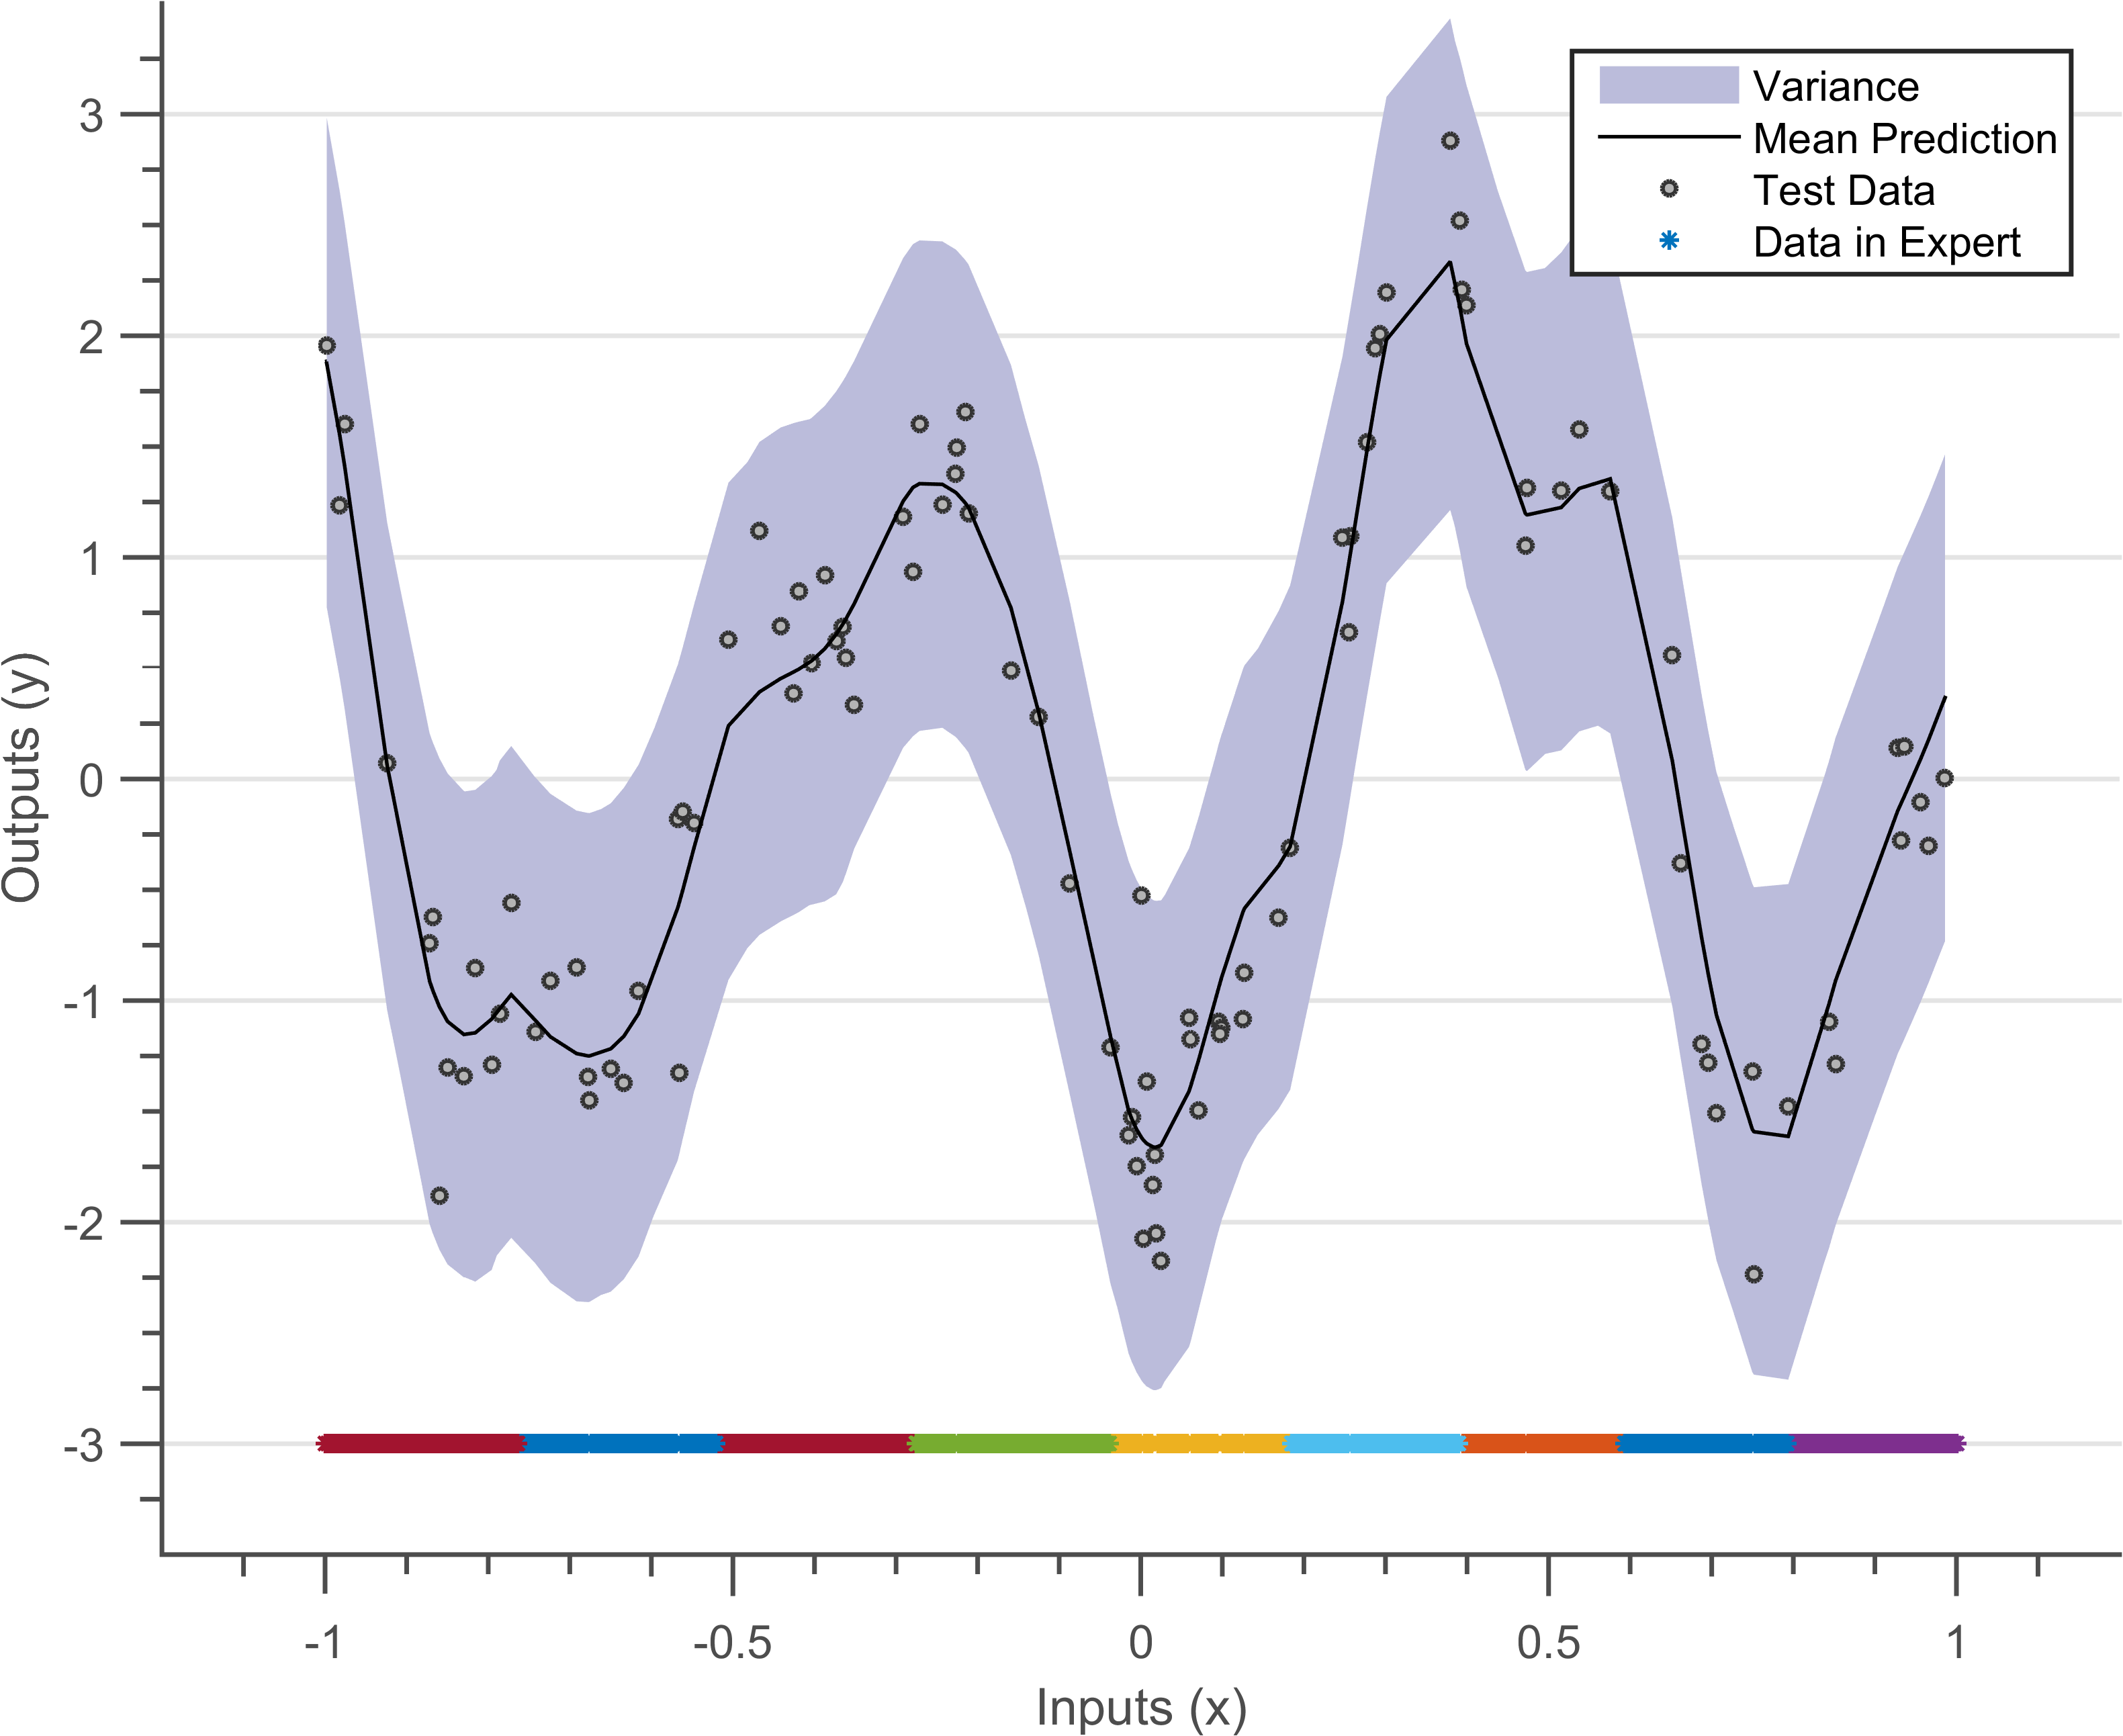 Variance
Mean Prediction
Test Data
Data in Expert
3
2
1
0
-1
-2
-3
Outputs (y)
-1
-0.5
0
0.5
1
Inputs (x)